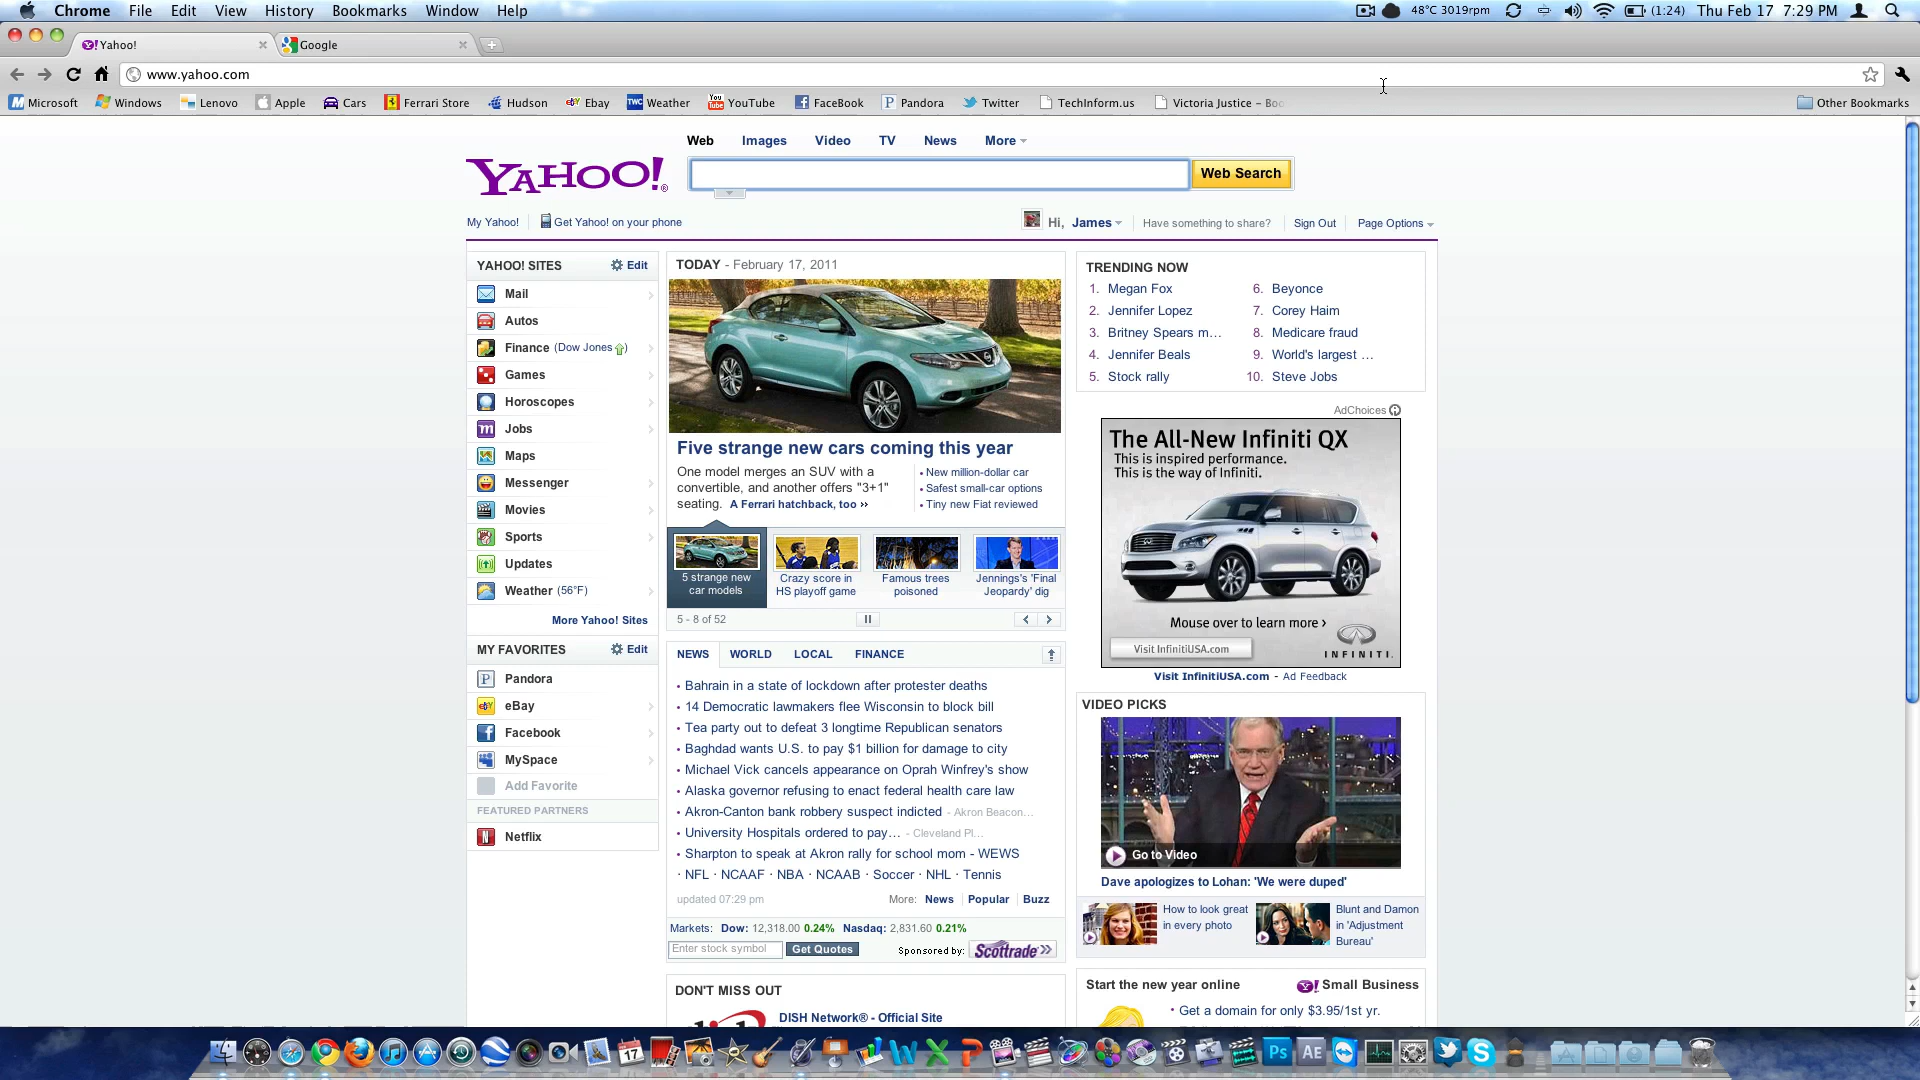 Chrome File Edit View History Bookmarks Window Help
48°C 3019rpm (1:24) Thu Feb 17 7:29 PM
Yahoo! Google
www.yahoo.com
Microsoft Windows Lenovo Apple Cars Ferrari Store Hudson Ebay Weather YouTube FaceBook Pandora Twitter TechInform.us Victoria Justice – Other Bookmarks
Web Images Video TV News More
YAHOO!® Web Search
My Yahoo! Get Yahoo! on your phone
Hi, James Have something to share? Sign Out Page Options
YAHOO! SITES Edit
Mail
Autos
Finance (Dow Jones)
Games
Horoscopes
Jobs
Maps
Messenger
Movies
Sports
Updates
Weather (56°F)
More Yahoo! Sites
MY FAVORITES Edit
Pandora
eBay
Facebook
MySpace
Add Favorite
FEATURED PARTNERS
Netflix
TODAY - February 17, 2011
Five strange new cars coming this year
One model merges an SUV with a
convertible, and another offers "3+1"
seating. A Ferrari hatchback, too »
• New million-dollar car
• Safest small-car options
• Tiny new Fiat reviewed
5 strange new
car models
Crazy score in
HS playoff game
Famous trees
poisoned
Jennings's 'Final
Jeopardy' dig
5 - 8 of 52
NEWS WORLD LOCAL FINANCE
• Bahrain in a state of lockdown after protester deaths
• 14 Democratic lawmakers flee Wisconsin to block bill
• Tea party out to defeat 3 longtime Republican senators
• Baghdad wants U.S. to pay $1 billion for damage to city
• Michael Vick cancels appearance on Oprah Winfrey's show
• Alaska governor refusing to enact federal health care law
• Akron-Canton bank robbery suspect indicted - Akron Beacon...
• University Hospitals ordered to pay... - Cleveland Pl...
• Sharpton to speak at Akron rally for school mom - WEWS
· NFL · NCAAF · NBA · NCAAB · Soccer · NHL · Tennis
updated 07:29 pm More: News Popular Buzz
Markets: Dow: 12,318.00 0.24% Nasdaq: 2,831.60 0.21%
Enter stock symbol Get Quotes Sponsored by: Scottrade
DON'T MISS OUT
DISH Network® - Official Site
TRENDING NOW
1. Megan Fox
2. Jennifer Lopez
3. Britney Spears m...
4. Jennifer Beals
5. Stock rally
6. Beyonce
7. Corey Haim
8. Medicare fraud
9. World's largest ...
10. Steve Jobs
AdChoices
The All-New Infiniti QX
This is inspired performance.
This is the way of Infiniti.
Mouse over to learn more >
Visit InfinitiUSA.com
INFINITI.
Visit InfinitiUSA.com - Ad Feedback
VIDEO PICKS
Go to Video
Dave apologizes to Lohan: 'We were duped'
How to look great
in every photo
Blunt and Damon
in 'Adjustment
Bureau'
Start the new year online Y! Small Business
• Get a domain for only $3.95/1st yr.
17
Ps AE